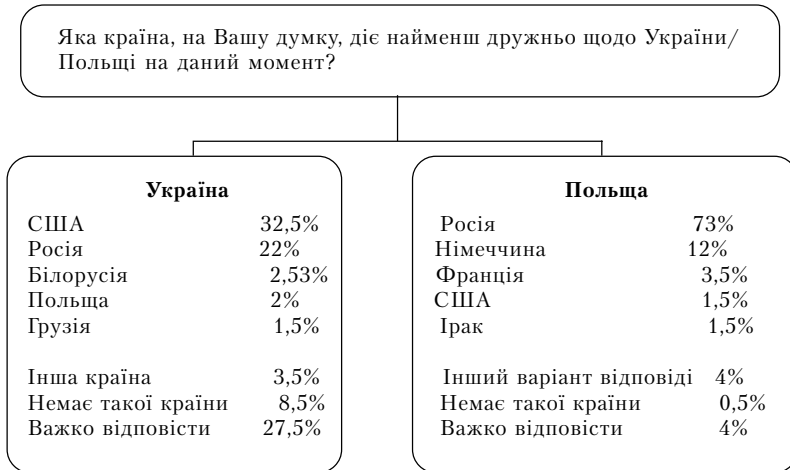 Яка країна, на Вашу думку, діє найменш дружньо щодо України/
Польщі на даний момент?
Україна
США 32,5%
Росія 22%
Білорусія 2,53%
Польща 2%
Грузія 1,5%
Інша країна 3,5%
Немає такої країни 8,5%
Важко відповісти 27,5%
Польща
Росія 73%
Німеччина 12%
Франція 3,5%
США 1,5%
Ірак 1,5%
Інший варіант відповіді 4%
Немає такої країни 0,5%
Важко відповісти 4%